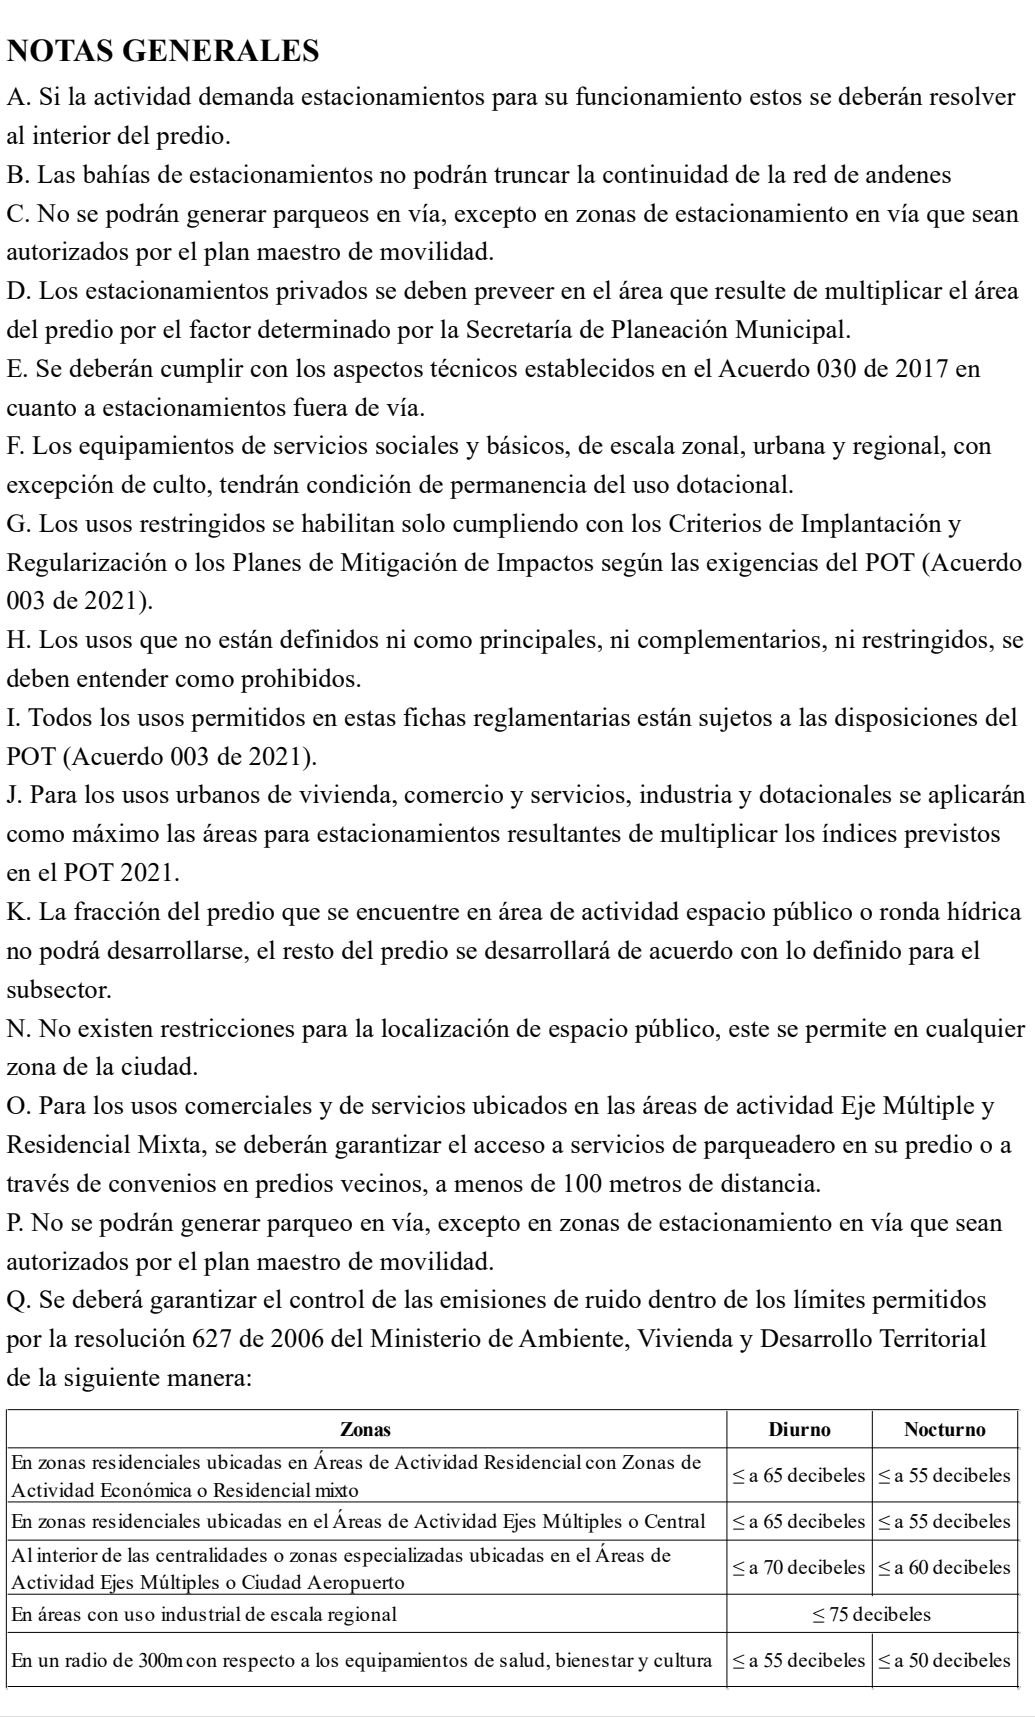 NOTAS GENERALES
A. Si la actividad demanda estacionamientos para su funcionamiento estos se deberán resolver
al interior del predio.
B. Las bahías de estacionamientos no podrán truncar la continuidad de la red de andenes
C. No se podrán generar parqueos en vía, excepto en zonas de estacionamiento en vía que sean
autorizados por el plan maestro de movilidad.
D. Los estacionamientos privados se deben preveer en el área que resulte de multiplicar el área
del predio por el factor determinado por la Secretaría de Planeación Municipal.
E. Se deberán cumplir con los aspectos técnicos establecidos en el Acuerdo 030 de 2017 en
cuanto a estacionamientos fuera de vía.
F. Los equipamientos de servicios sociales y básicos, de escala zonal, urbana y regional, con
excepción de culto, tendrán condición de permanencia del uso dotacional.
G. Los usos restringidos se habilitan solo cumpliendo con los Criterios de Implantación y
Regularización o los Planes de Mitigación de Impactos según las exigencias del POT (Acuerdo
003 de 2021).
H. Los usos que no están definidos ni como principales, ni complementarios, ni restringidos, se
deben entender como prohibidos.
I. Todos los usos permitidos en estas fichas reglamentarias están sujetos a las disposiciones del
POT (Acuerdo 003 de 2021).
J. Para los usos urbanos de vivienda, comercio y servicios, industria y dotacionales se aplicarán
como máximo las áreas para estacionamientos resultantes de multiplicar los índices previstos
en el POT 2021.
K. La fracción del predio que se encuentre en área de actividad espacio público o ronda hídrica
no podrá desarrollarse, el resto del predio se desarrollará de acuerdo con lo definido para el
subsector.
N. No existen restricciones para la localización de espacio público, este se permite en cualquier
zona de la ciudad.
O. Para los usos comerciales y de servicios ubicados en las áreas de actividad Eje Múltiple y
Residencial Mixta, se deberán garantizar el acceso a servicios de parqueadero en su predio o a
través de convenios en predios vecinos, a menos de 100 metros de distancia.
P. No se podrán generar parqueo en vía, excepto en zonas de estacionamiento en vía que sean
autorizados por el plan maestro de movilidad.
Q. Se deberá garantizar el control de las emisiones de ruido dentro de los límites permitidos
por la resolución 627 de 2006 del Ministerio de Ambiente, Vivienda y Desarrollo Territorial
de la siguiente manera:
Zonas Diurno Nocturno
En zonas residenciales ubicadas en Áreas de Actividad Residencial con Zonas de
Actividad Económica o Residencial mixto
≤ a 65 decibeles ≤ a 55 decibeles
En zonas residenciales ubicadas en el Áreas de Actividad Ejes Múltiples o Central ≤ a 65 decibeles ≤ a 55 decibeles
Al interior de las centralidades o zonas especializadas ubicadas en el Áreas de
Actividad Ejes Múltiples o Ciudad Aeropuerto
≤ a 70 decibeles ≤ a 60 decibeles
En áreas con uso industrial de escala regional ≤ 75 decibeles
En un radio de 300m con respecto a los equipamientos de salud, bienestar y cultura ≤ a 55 decibeles ≤ a 50 decibeles